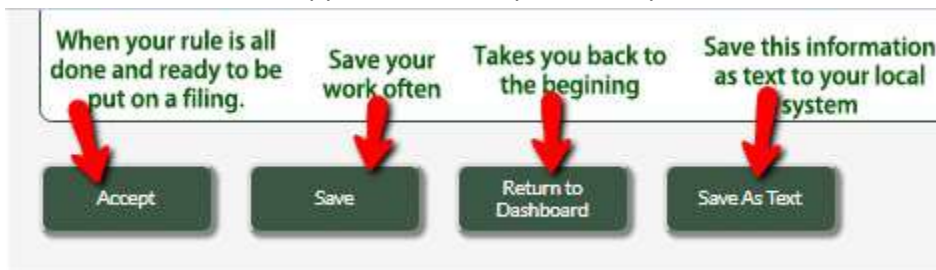 When your rule is all
done and ready to be
put on a filing.
Save your
work often
Takes you back to
the begining
Save this information
as text to your local
system
Accept
Save
Return to
Dashboard
Save As Text